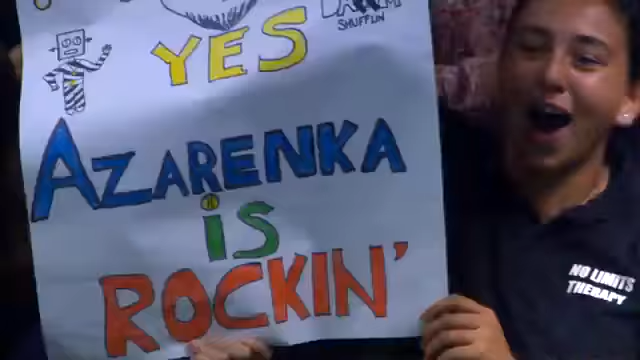 SHUFFLIN
YES
AZARENKA
iS
ROCKIN'
NO LIMITS
THERAPY